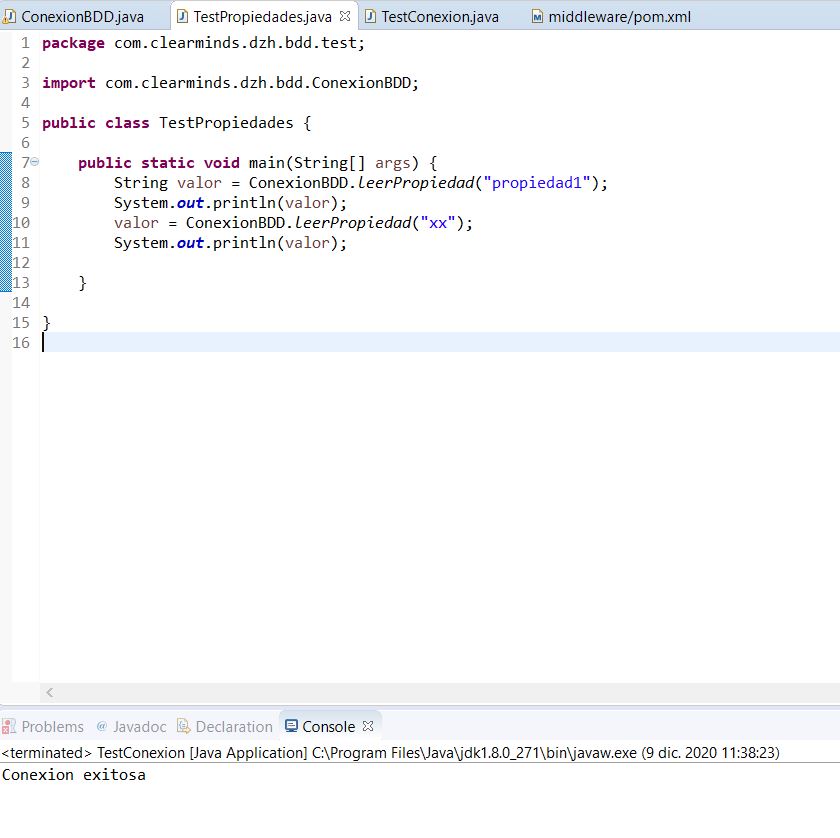 ConexionBDD.java TestPropiedades.java TestConexion.java middleware/pom.xml
1 package com.clearminds.dzh.bdd.test;
2
3 import com.clearminds.dzh.bdd.ConexionBDD;
4
5 public class TestPropiedades {
6
7 public static void main(String[] args) {
8 String valor = ConexionBDD.leerPropiedad("propiedad1");
9 System.out.println(valor);
10 valor = ConexionBDD.leerPropiedad("xx");
11 System.out.println(valor);
12
13 }
14
15 }
16
Problems @ Javadoc Declaration Console
<terminated> TestConexion [Java Application] C:\Program Files\Java\jdk1.8.0_271\bin\javaw.exe (9 dic. 2020 11:38:23)
Conexion exitosa